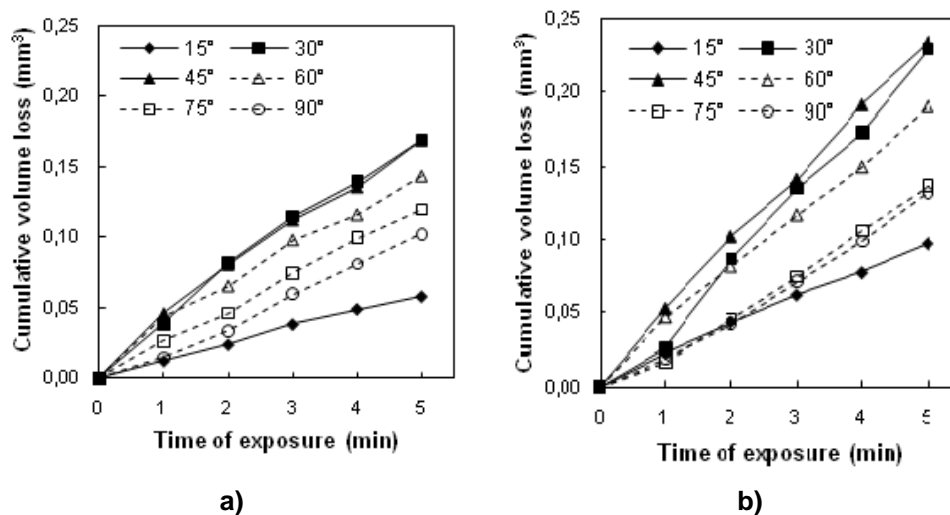 0,25
0,20
0,15
0,10
0,05
0,00
Cumulative volume loss (mm³)
15° 30°
45° 60°
75° 90°
0 1 2 3 4 5
Time of exposure (min)
a)
0,25
0,20
0,15
0,10
0,05
0,00
Cumulative volume loss (mm³)
15° 30°
45° 60°
75° 90°
0 1 2 3 4 5
Time of exposure (min)
b)